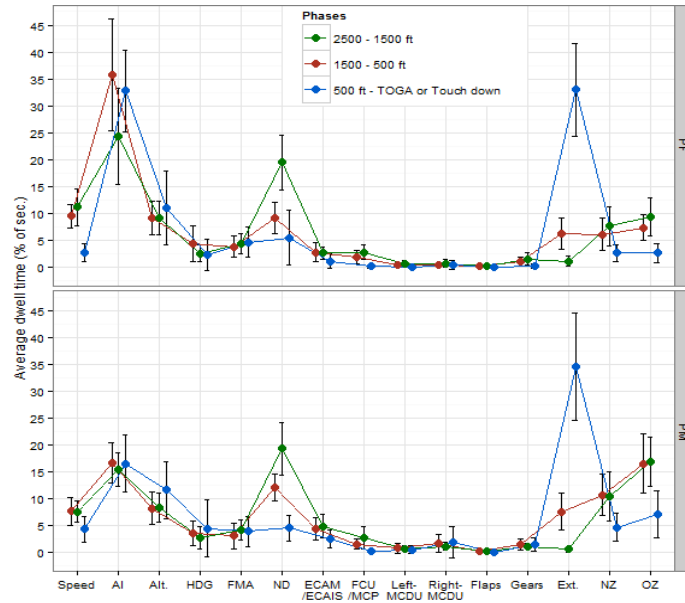 Phases
2500 - 1500 ft
1500 - 500 ft
500 ft - TOGA or Touch down
45
40
35
30
25
20
15
10
5
0
Average dwell time (% of sec.)
45
40
35
30
25
20
15
10
5
0
PM
Speed AI Alt. HDG FMA ND ECAM FCU Left- Right- Flaps Gears Ext. NZ OZ
/ECAIS /MCP MCDU MCDU